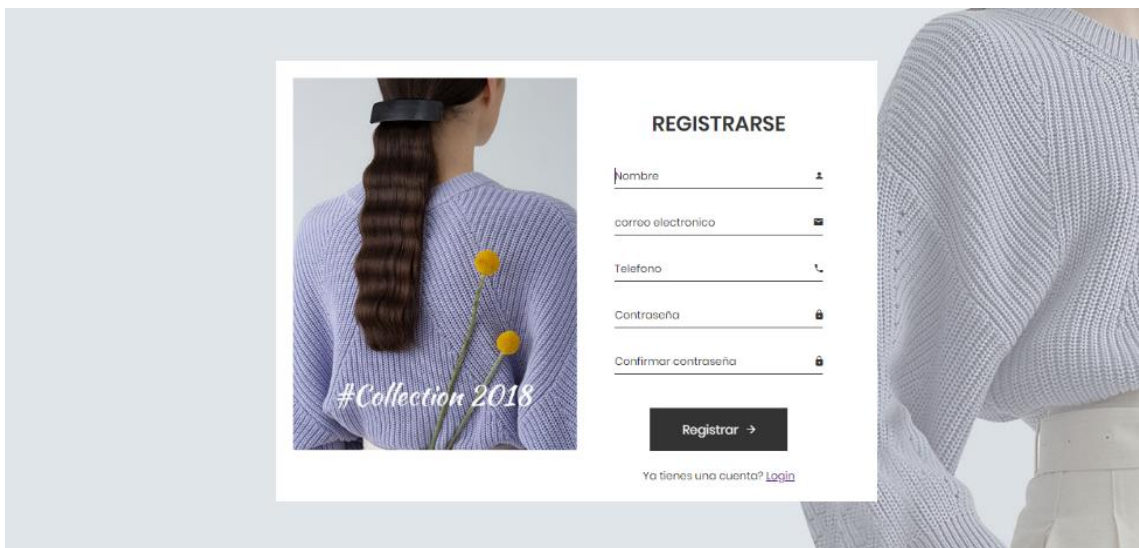 #Collection 2018
REGISTRARSE
Nombre
correo electronico
Telefono
Contraseña
Confirmar contraseña
Registrar →
Ya tienes una cuenta? Login